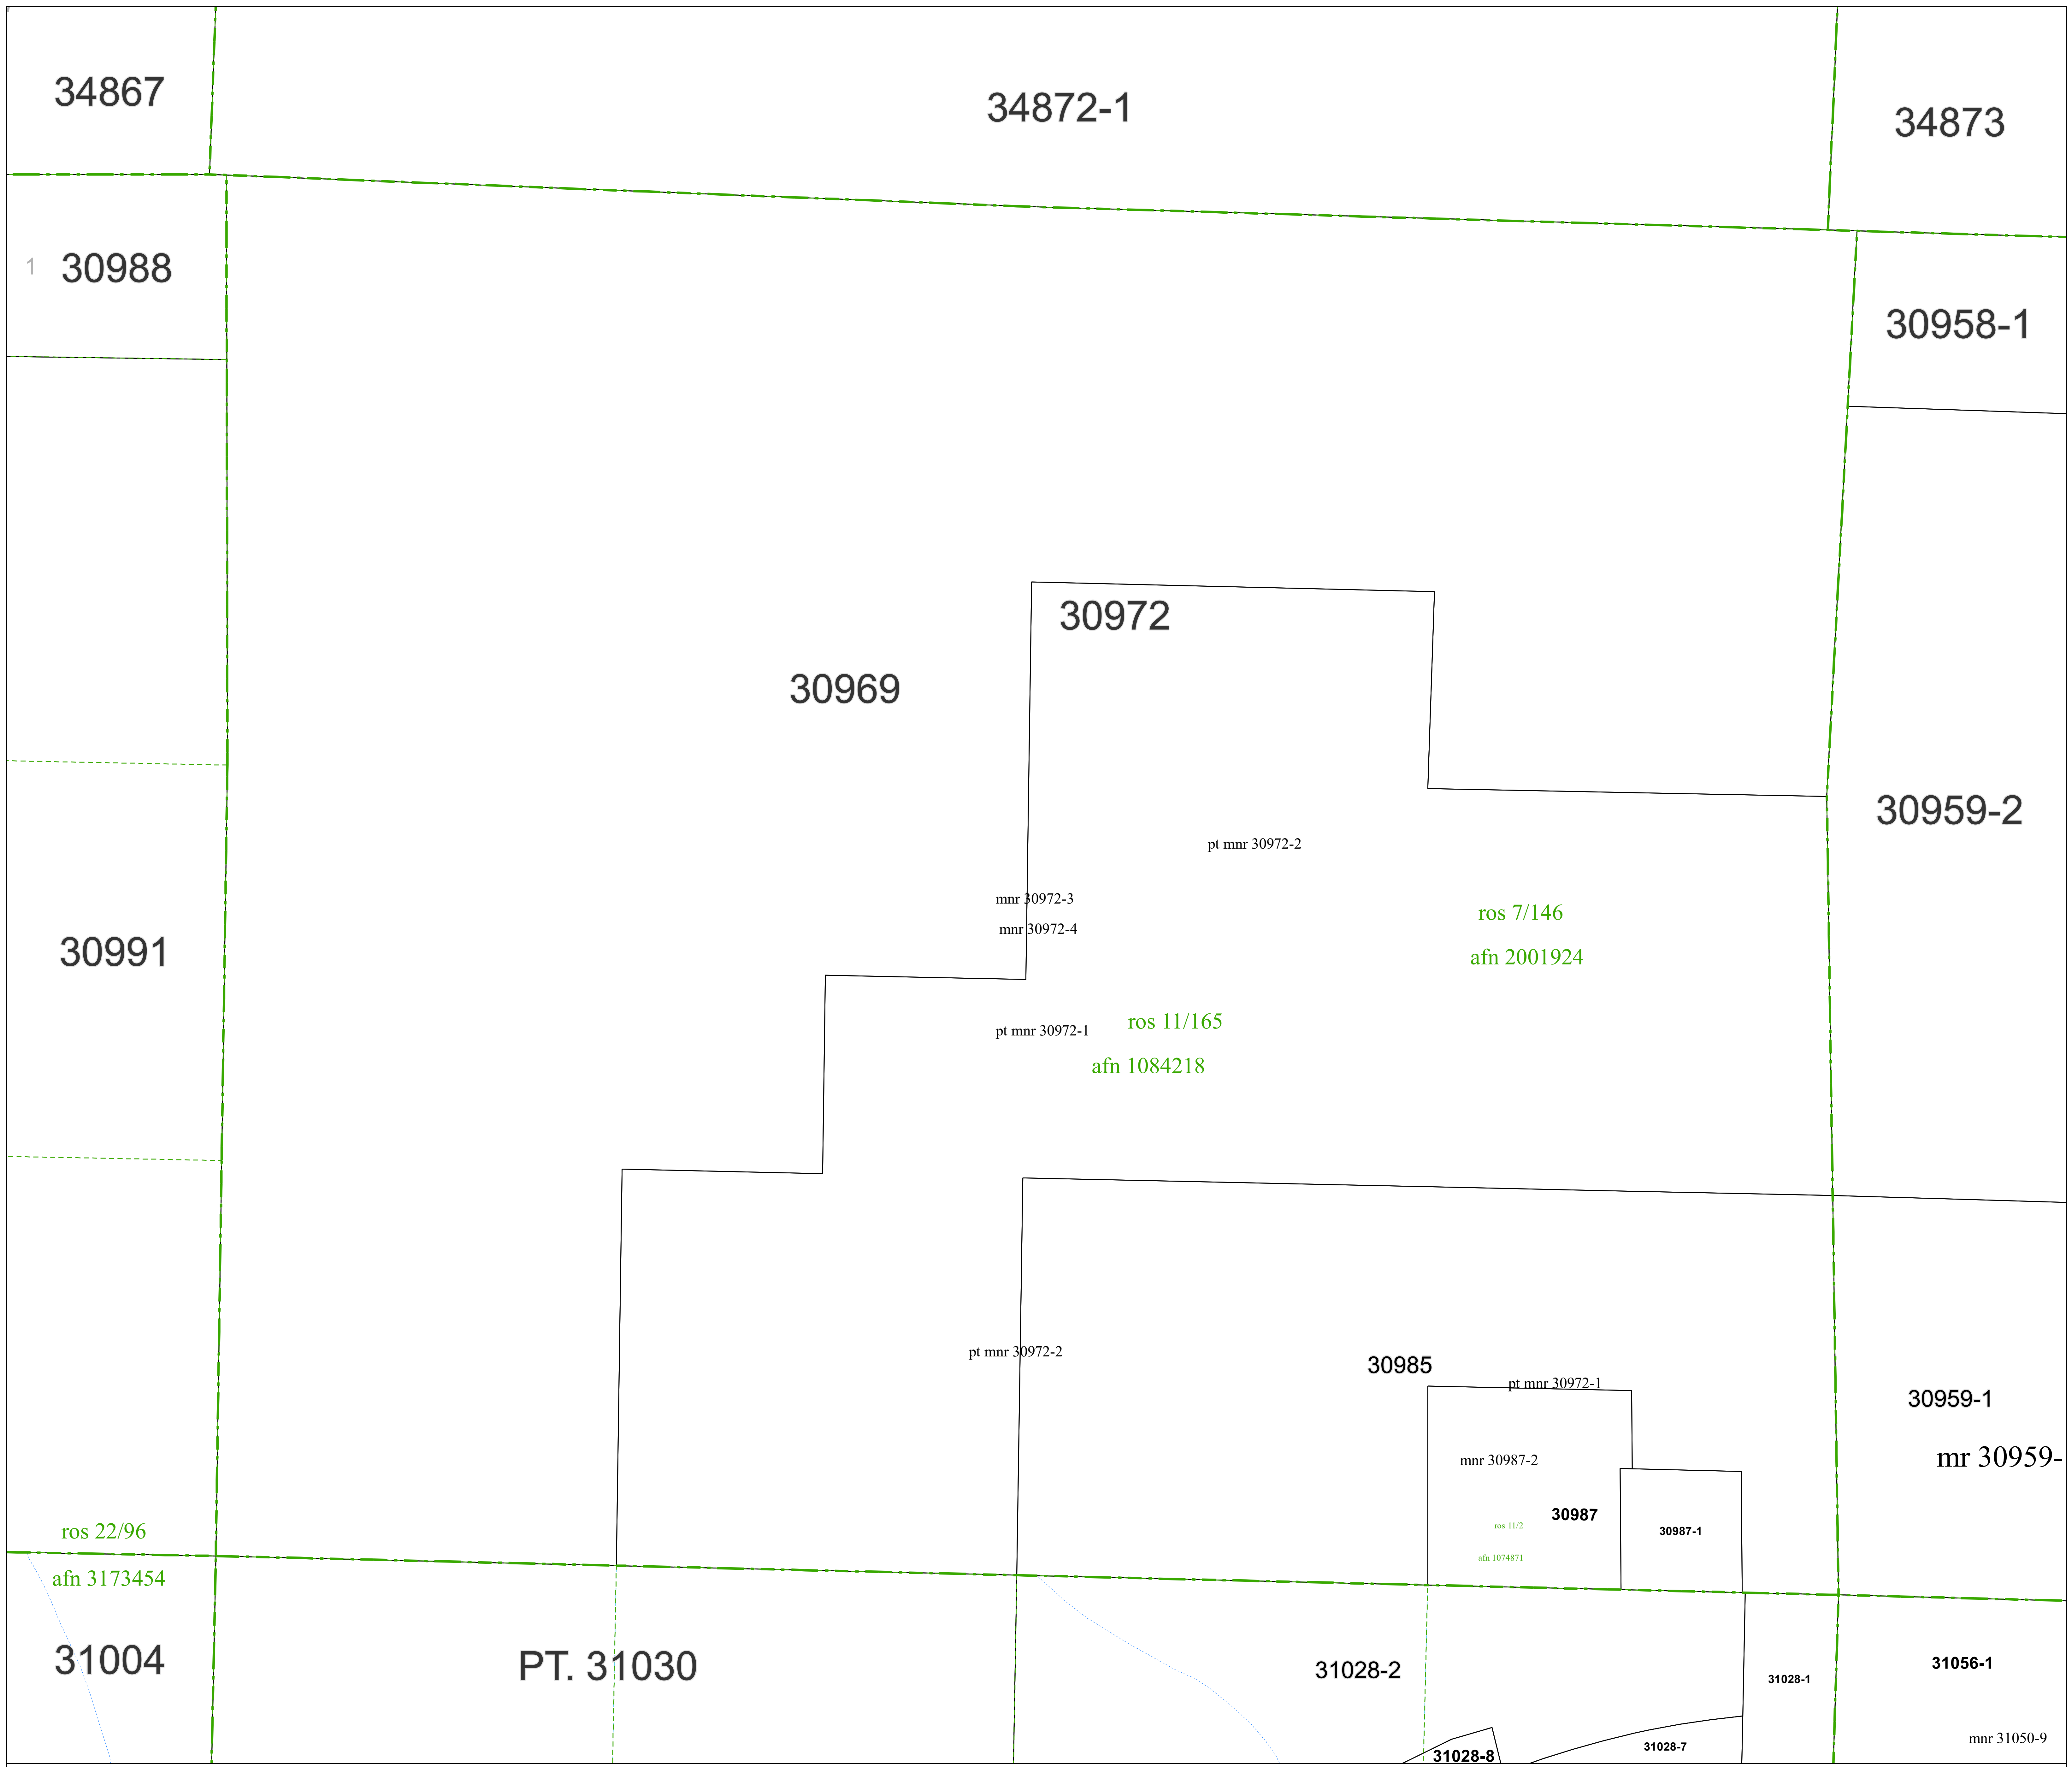 34867
34872-1
34873
1
30988
30958-1
30972
30969
30959-2
pt mnr 30972-2
mnr 30972-3
ros 7/146
mnr 30972-4
30991
afn 2001924
ros 11/165
pt mnr 30972-1
afn 1084218
pt mnr 30972-2
30985
pt mnr 30972-1
30959-1
mnr 30987-2
mr 30959-
30987
ros 11/2
30987-1
ros 22/96
afn 1074871
afn 3173454
31004
PT. 31030
31028-2
31056-1
31028-1
mnr 31050-9
31028-7
31028-8